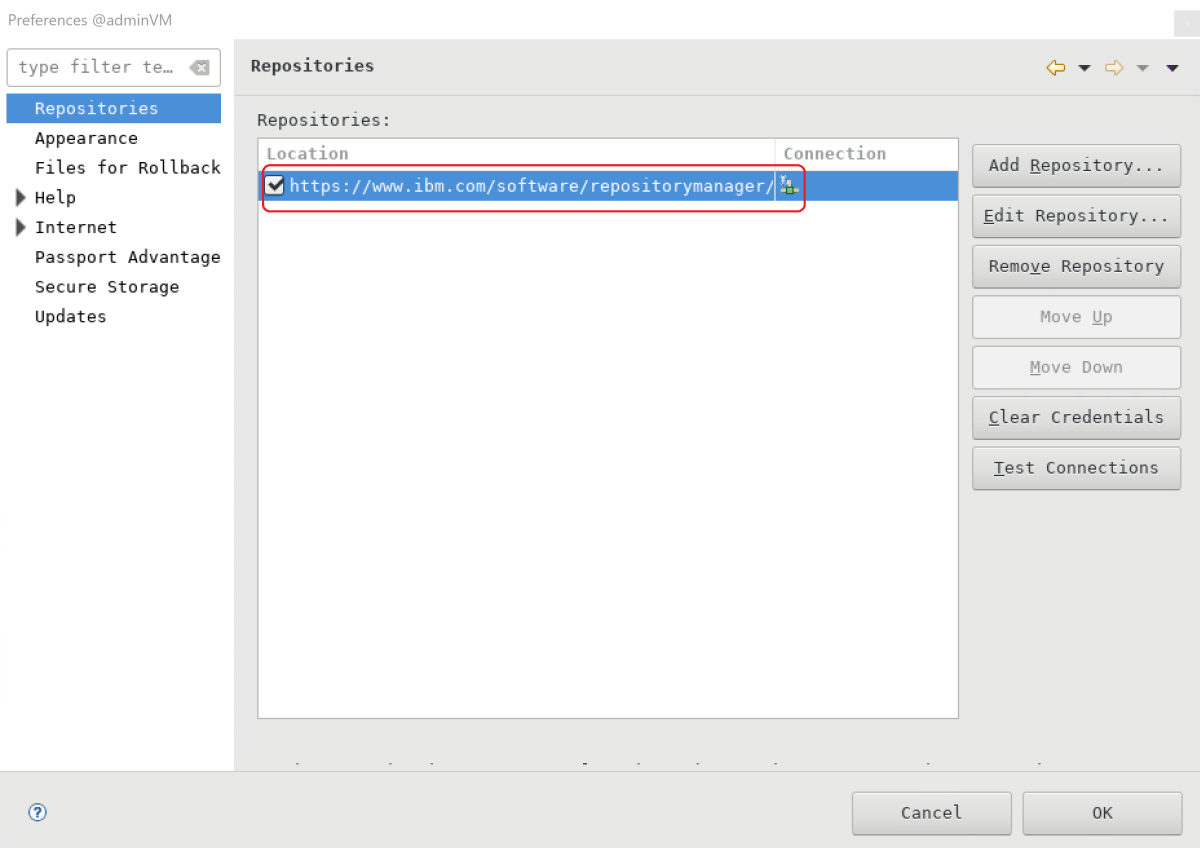 Preferences @adminVM
type filter te…
Repositories
Appearance
Files for Rollback
Help
Internet
Passport Advantage
Secure Storage
Updates
Repositories
Repositories:
Location
Connection
https://www.ibm.com/software/repositorymanager/
Add Repository...
Edit Repository...
Remove Repository
Move Up
Move Down
Clear Credentials
Test Connections
?
Cancel
OK